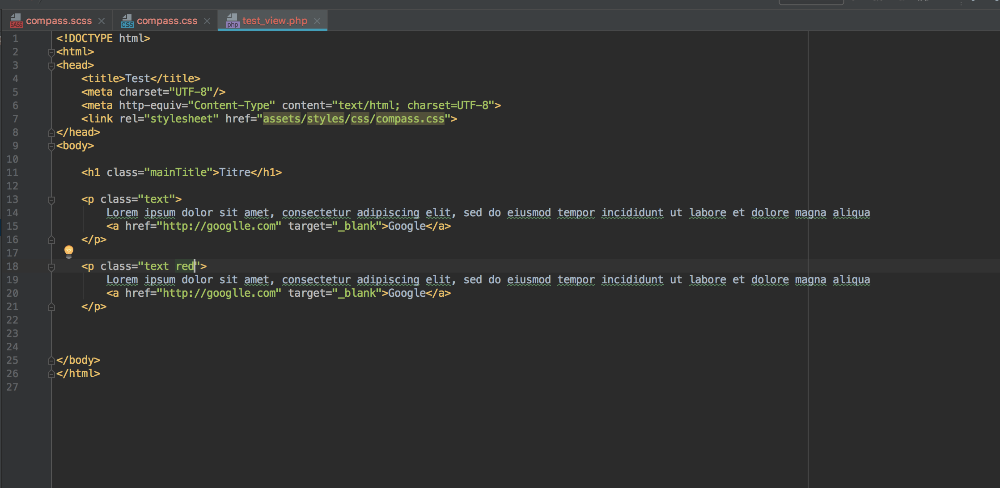 SASS compass.scss CSS compass.css php test_view.php
1 <!DOCTYPE html>
2 <html>
3 <head>
4 <title>Test</title>
5 <meta charset="UTF-8"/>
6 <meta http-equiv="Content-Type" content="text/html; charset=UTF-8">
7 <link rel="stylesheet" href="assets/styles/css/compass.css">
8 </head>
9 <body>
10
11 <h1 class="mainTitle">Titre</h1>
12
13 <p class="text">
14 Lorem ipsum dolor sit amet, consectetur adipiscing elit, sed do eiusmod tempor incididunt ut labore et dolore magna aliqua
15 <a href="http://googlle.com" target="_blank">Google</a>
16 </p>
17
18 <p class="text red">
19 Lorem ipsum dolor sit amet, consectetur adipiscing elit, sed do eiusmod tempor incididunt ut labore et dolore magna aliqua
20 <a href="http://googlle.com" target="_blank">Google</a>
21 </p>
22
23
24
25 </body>
26 </html>
27